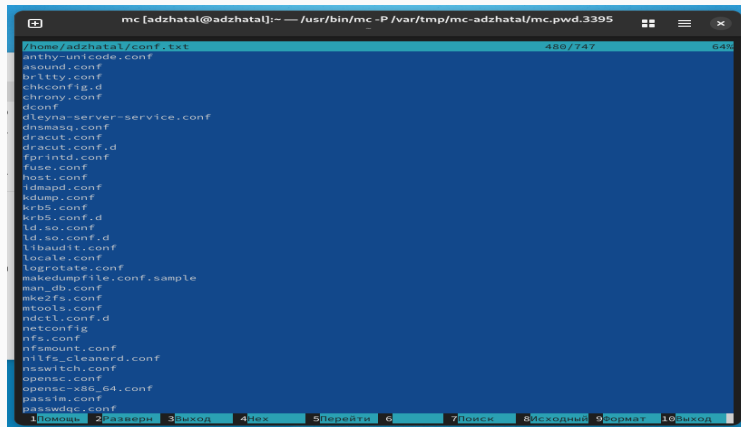 mc [adzhatal@adzhatal]:~ — /usr/bin/mc -P /var/tmp/mc-adzhatal/mc.pwd.3395
/home/adzhatal/conf.txt 480/747 64%
anthy-unicode.conf
asound.conf
brltty.conf
chkconfig.d
chrony.conf
dconf
dleyna-server-service.conf
dnsmasq.conf
dracut.conf
dracut.conf.d
fprintd.conf
fuse.conf
host.conf
idmapd.conf
kdump.conf
krb5.conf
krb5.conf.d
ld.so.conf
ld.so.conf.d
libaudit.conf
locale.conf
logrotate.conf
makedumpfile.conf.sample
man_db.conf
mke2fs.conf
mtools.conf
ndctl.conf.d
netconfig
nfs.conf
nfsmount.conf
nilfs_cleanerd.conf
nsswitch.conf
opensc.conf
opensc-x86_64.conf
passim.conf
passwdqc.conf
1Помощь 2Разверн 3Выход 4Hex 5Перейти 6 7Поиск 8Исходный 9Формат 10Выход